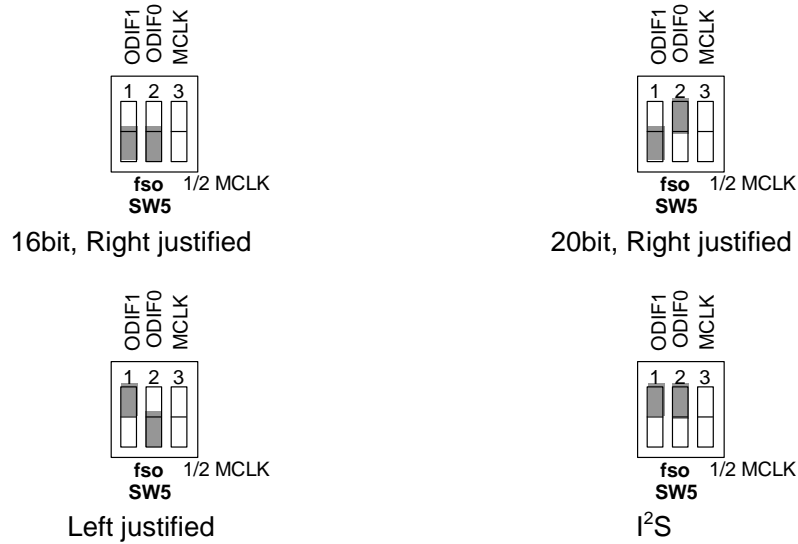 ODIF1
ODIF0
MCLK
1 2 3
fso 1/2 MCLK
SW5
16bit, Right justified
ODIF1
ODIF0
MCLK
1 2 3
fso 1/2 MCLK
SW5
20bit, Right justified
ODIF1
ODIF0
MCLK
1 2 3
fso 1/2 MCLK
SW5
Left justified
ODIF1
ODIF0
MCLK
1 2 3
fso 1/2 MCLK
SW5
I²S